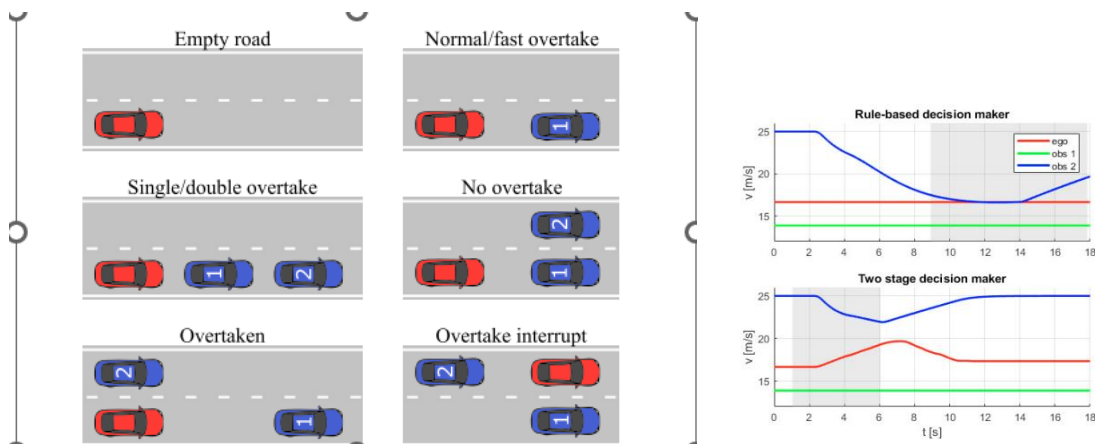 Empty road
Normal/fast overtake
1
Single/double overtake
1 2
No overtake
2
1
Overtaken
2
1
Overtake interrupt
2
1
Rule-based decision maker
ego
obs 1
obs 2
v [m/s]
25
20
15
0 2 4 6 8 10 12 14 16 18
Two stage decision maker
v [m/s]
25
20
15
0 2 4 6 8 10 12 14 16 18
t [s]